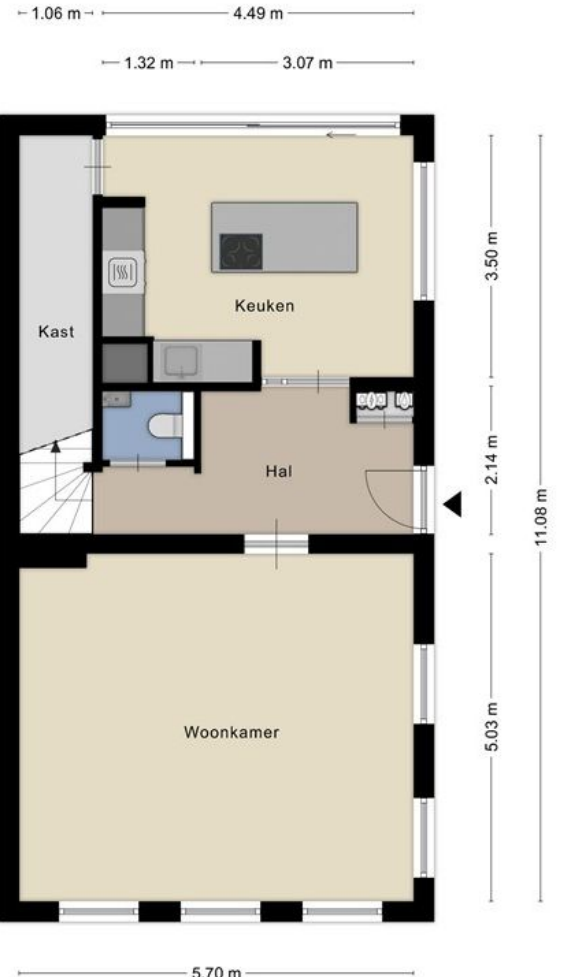 1.06 m
4.49 m
1.32 m
3.07 m
3.50 m
Keuken
Kast
2.14 m
Hal
11.08 m
5.03 m
Woonkamer
5.70 m